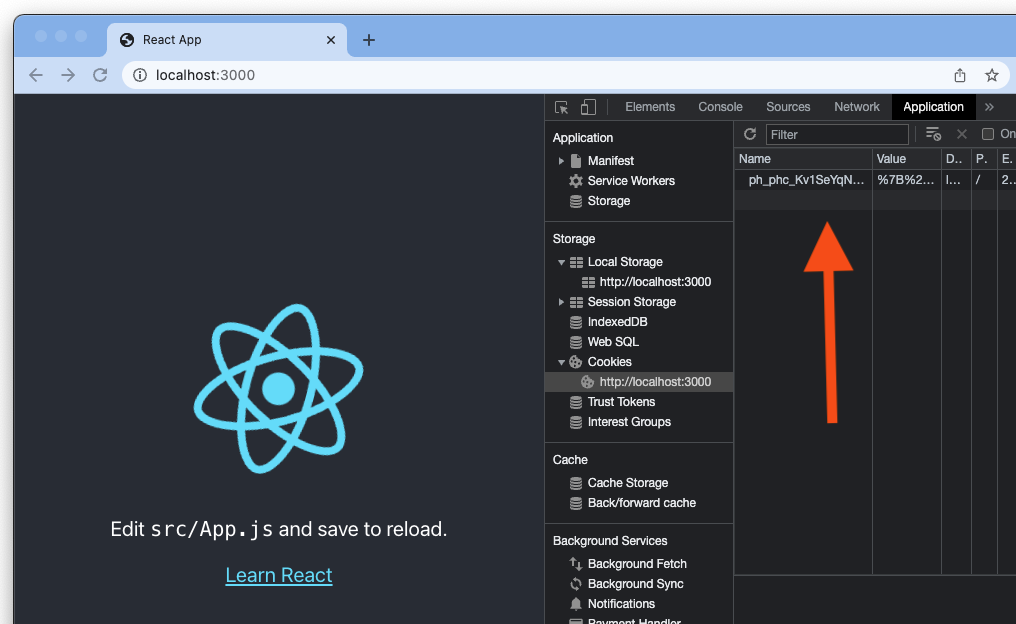 React App
localhost:3000
Elements Console Sources Network Application
Application
Manifest
Service Workers
Storage
Storage
Local Storage
http://localhost:3000
Session Storage
IndexedDB
Web SQL
Cookies
http://localhost:3000
Trust Tokens
Interest Groups
Cache
Cache Storage
Back/forward cache
Background Services
Background Fetch
Background Sync
Notifications
Payment Handler
Filter On
Name Value D.. P. E.
ph_phc_Kv1SeYqN... %7B%2... l... / 2..
Edit src/App.js and save to reload.
Learn React